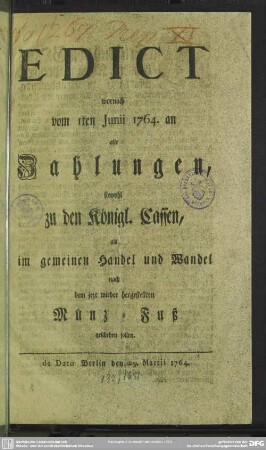 EDICT
wornach
vom 1ten Junii 1764. an
alle
Zahlungen,
sowohl
zu den Königl. Cassen,
als
im gemeinen Handel und Wandel
nach
dem jezt wieder hergestellten
Münz-Fuß
geschehen sollen.
de Dato Berlin den 29. Martii 1764.